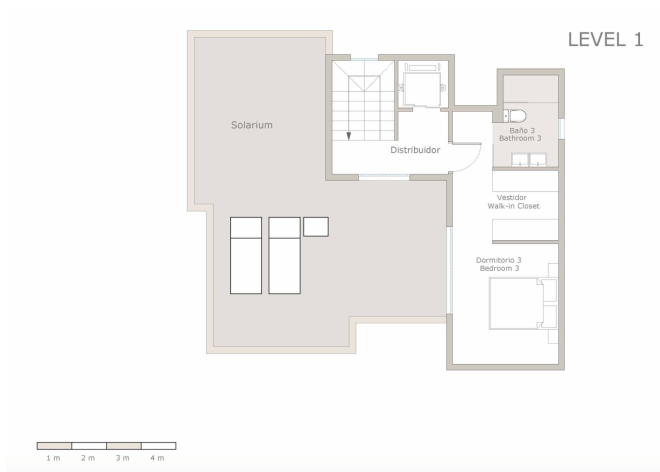 LEVEL 1
Solarium
Distribuidor
Baño 3
Bathroom 3
Vestidor
Walk-in Closet
Dormitorio 3
Bedroom 3
1 m 2 m 3 m 4 m